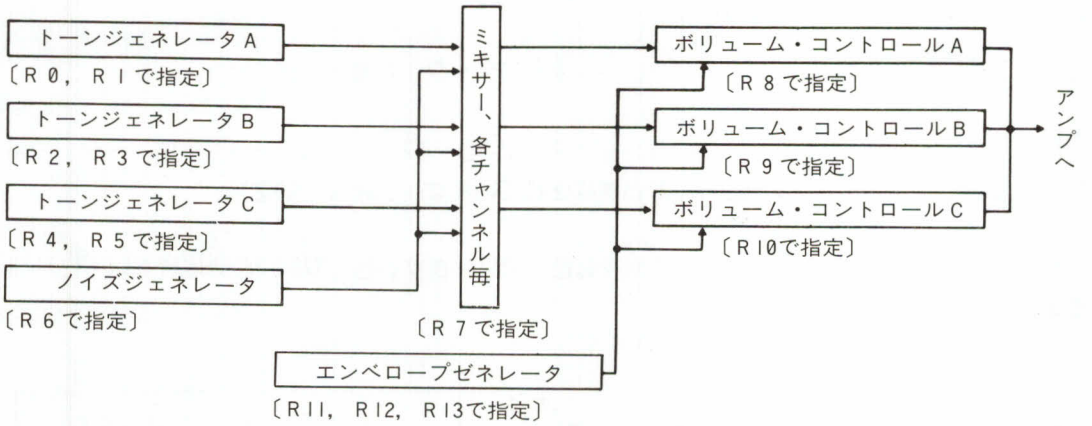 トーンジェネレータA
〔R0, R1で指定〕
トーンジェネレータB
〔R2, R3で指定〕
トーンジェネレータC
〔R4, R5で指定〕
ノイズジェネレータ
〔R6で指定〕
ミキサー、各チャンネル毎
〔R7で指定〕
ボリューム・コントロールA
〔R8で指定〕
ボリューム・コントロールB
〔R9で指定〕
ボリューム・コントロールC
〔R10で指定〕
アンプへ
エンベロープゼネレータ
〔R11, R12, R13で指定〕